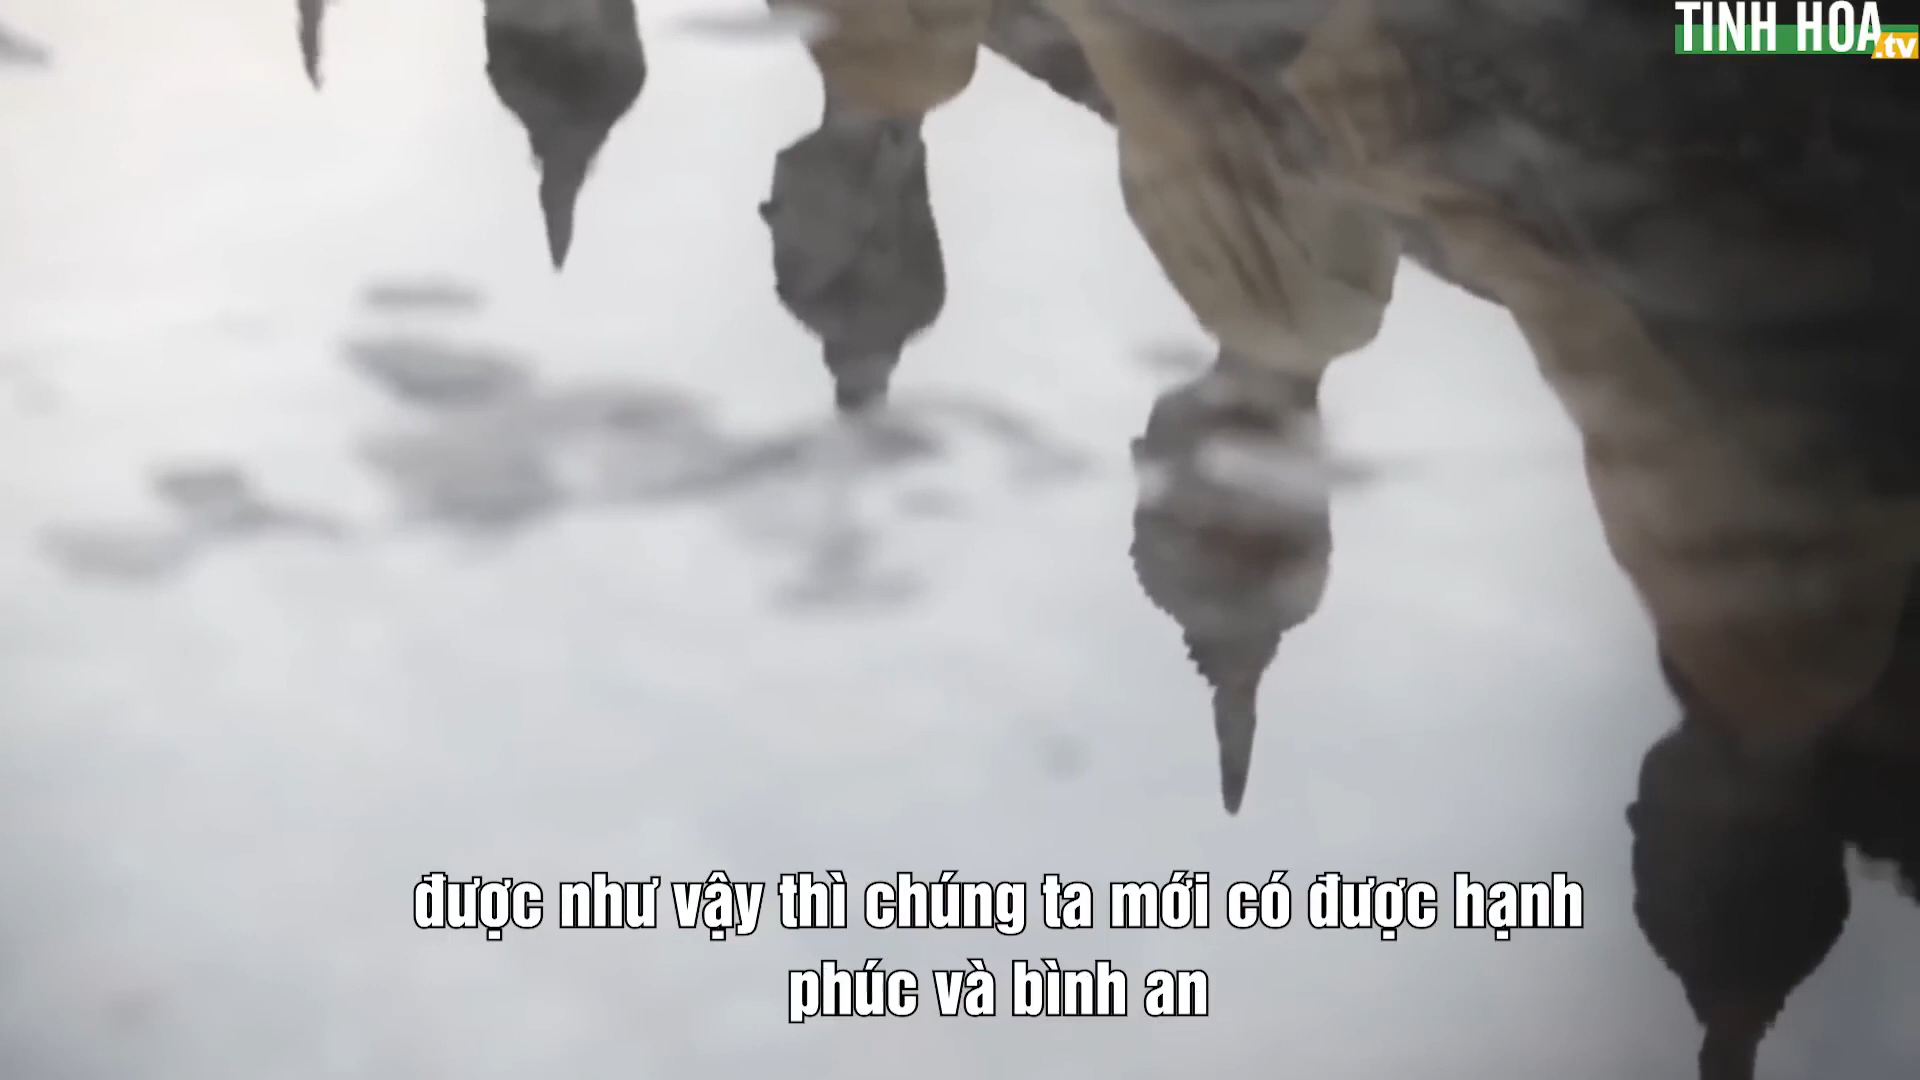 TINH HOA
.tv
được như vậy thì chúng ta mới có được hạnh
phúc và bình an